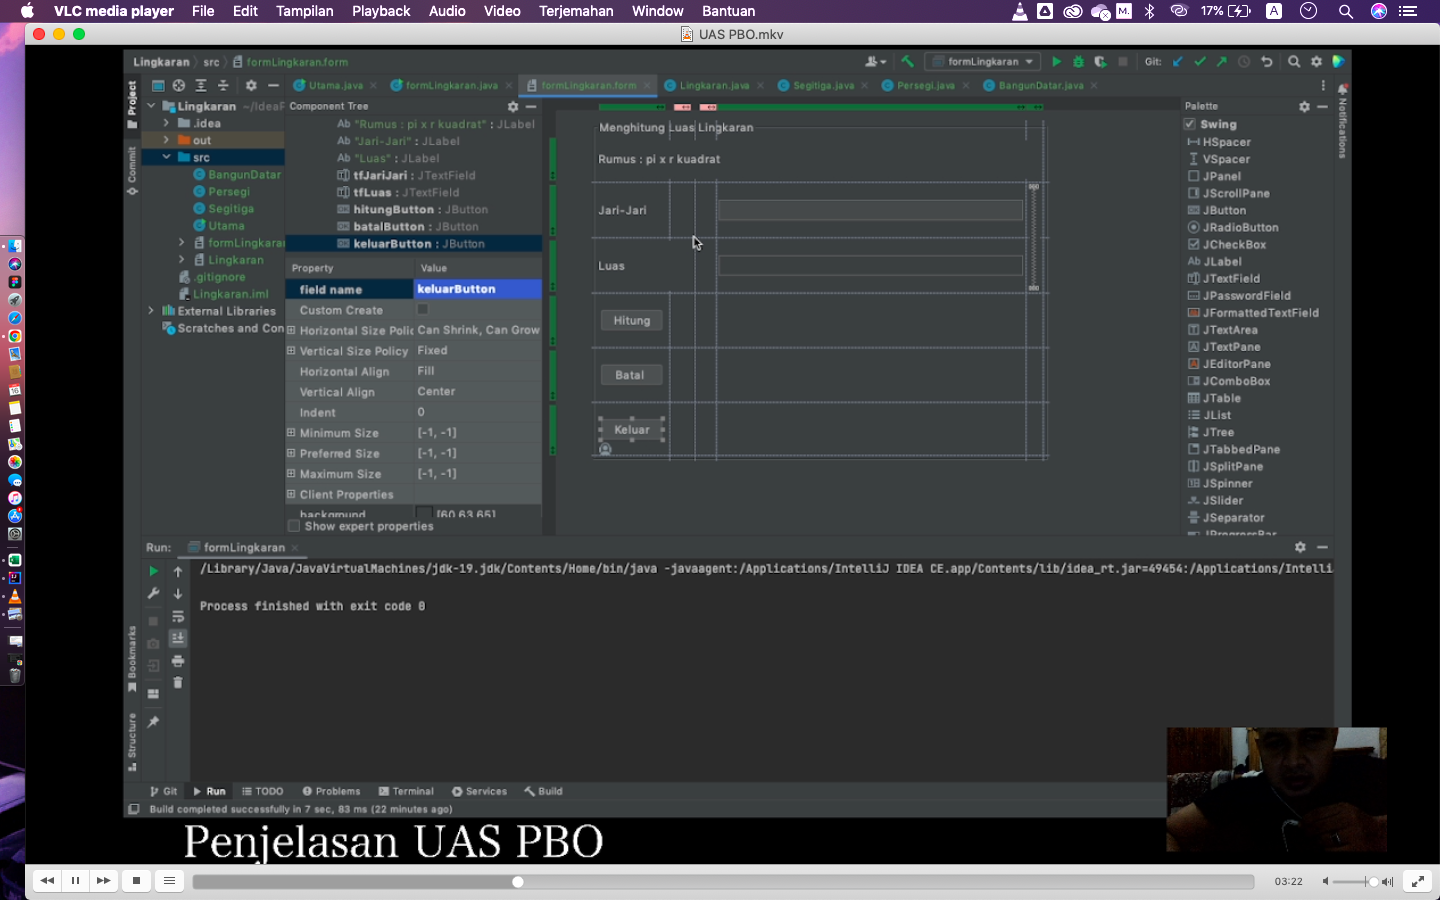 VLC media player File Edit Tampilan Playback Audio Video Terjemahan Window Bantuan 17% A
UAS PBO.mkv
Lingkaran src formLingkaran.form formLingkaran Git:
Project Lingkaran ~/IdeaP
.idea
out
src
BangunDatar
Persegi
Segitiga
Utama
formLingkaran
Lingkaran
.gitignore
Lingkaran.iml
External Libraries
Scratches and Con
Commit
Utama.java formLingkaran.java formLingkaran.form Lingkaran.java Segitiga.java Persegi.java BangunDatar.java
Component Tree
Ab "Rumus : pi x r kuadrat" : JLabel
Ab "Jari-Jari" : JLabel
Ab "Luas" : JLabel
tfJariJari : JTextField
tfLuas : JTextField
hitungButton : JButton
batalButton : JButton
keluarButton : JButton
Property Value
field name keluarButton
Custom Create
Horizontal Size Polic Can Shrink, Can Grow
Vertical Size Policy Fixed
Horizontal Align Fill
Vertical Align Center
Indent 0
Minimum Size [-1, -1]
Preferred Size [-1, -1]
Maximum Size [-1, -1]
Client Properties
background [60,63,65]
Show expert properties
Menghitung Luas Lingkaran
Rumus : pi x r kuadrat
Jari-Jari
Luas
Hitung
Batal
Keluar
Palette
Swing
HSpacer
VSpacer
JPanel
JScrollPane
JButton
JRadioButton
JCheckBox
Ab JLabel
JTextField
JPasswordField
JFormattedTextField
JTextArea
JTextPane
JEditorPane
JComboBox
JTable
JList
JTree
JTabbedPane
JSplitPane
JSpinner
JSlider
JSeparator
JProgressBar
Notifications
Run: formLingkaran
/Library/Java/JavaVirtualMachines/jdk-19.jdk/Contents/Home/bin/java -javaagent:/Applications/IntelliJ IDEA CE.app/Contents/lib/idea_rt.jar=49454:/Applications/Intelli
Process finished with exit code 0
Bookmarks
Structure
Git Run TODO Problems Terminal Services Build
Build completed successfully in 7 sec, 83 ms (22 minutes ago)
Penjelasan UAS PBO
03:22